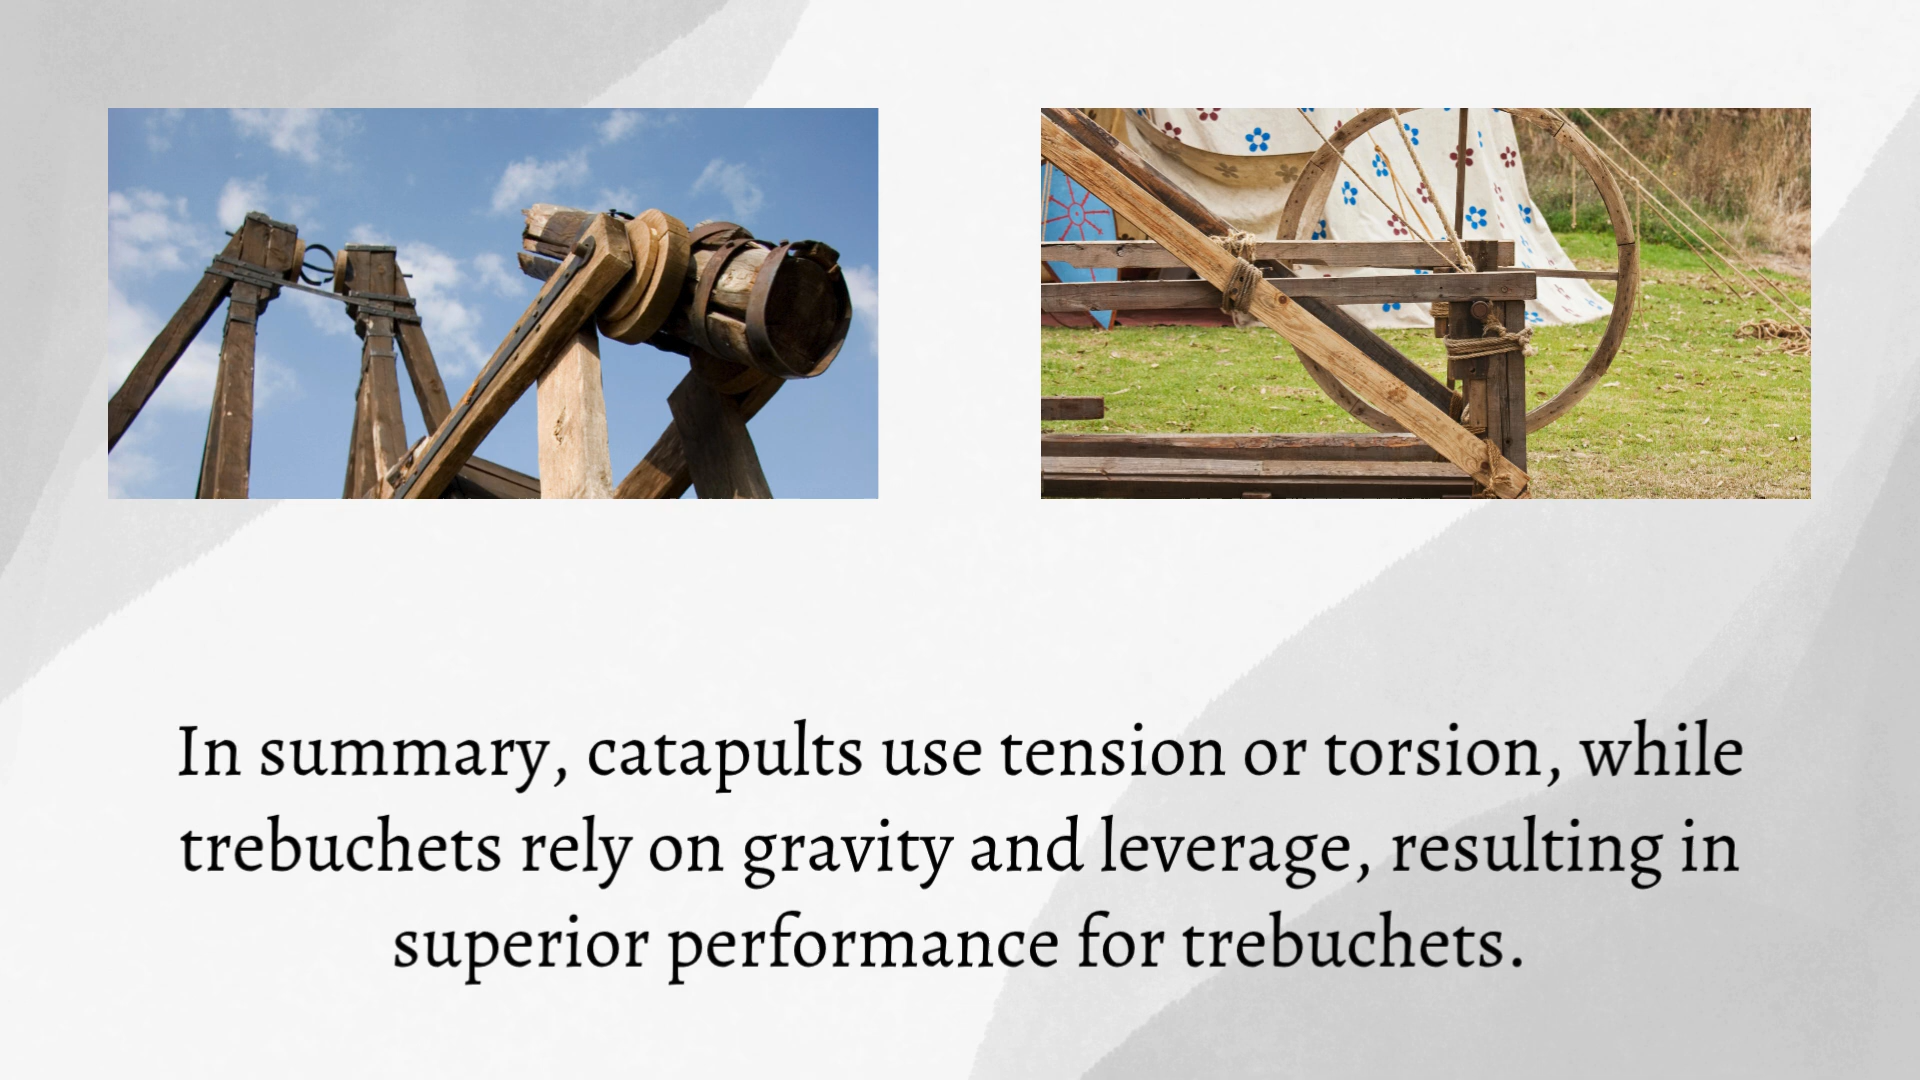 In summary, catapults use tension or torsion, while
trebuchets rely on gravity and leverage, resulting in
superior performance for trebuchets.